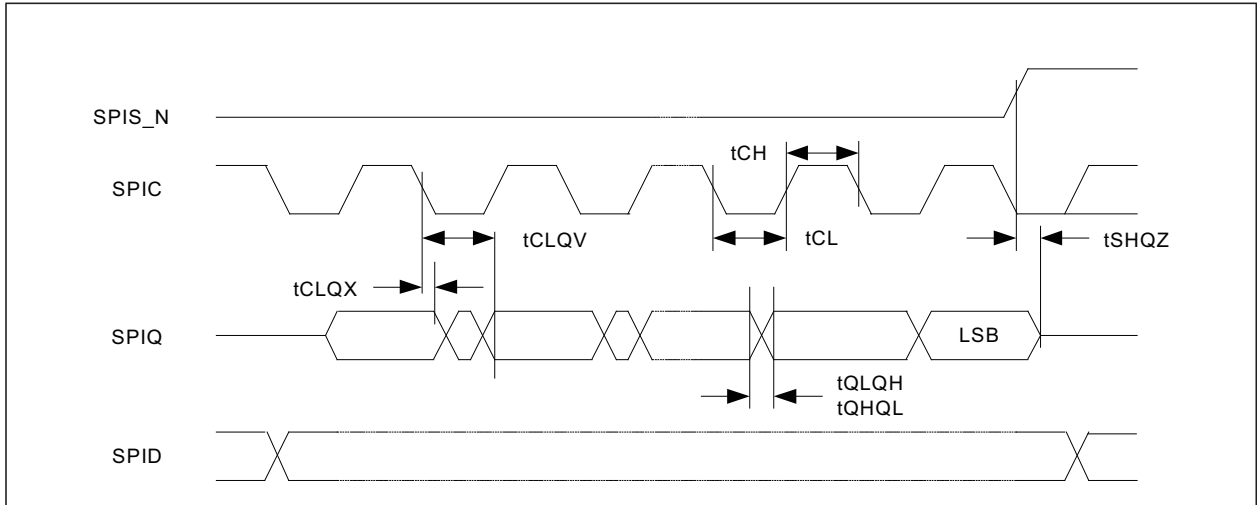 SPIS_N
tCH
SPIC
tCLQV
tCL
tSHQZ
tCLQX
SPIQ
LSB
tQLQH
tQHQL
SPID